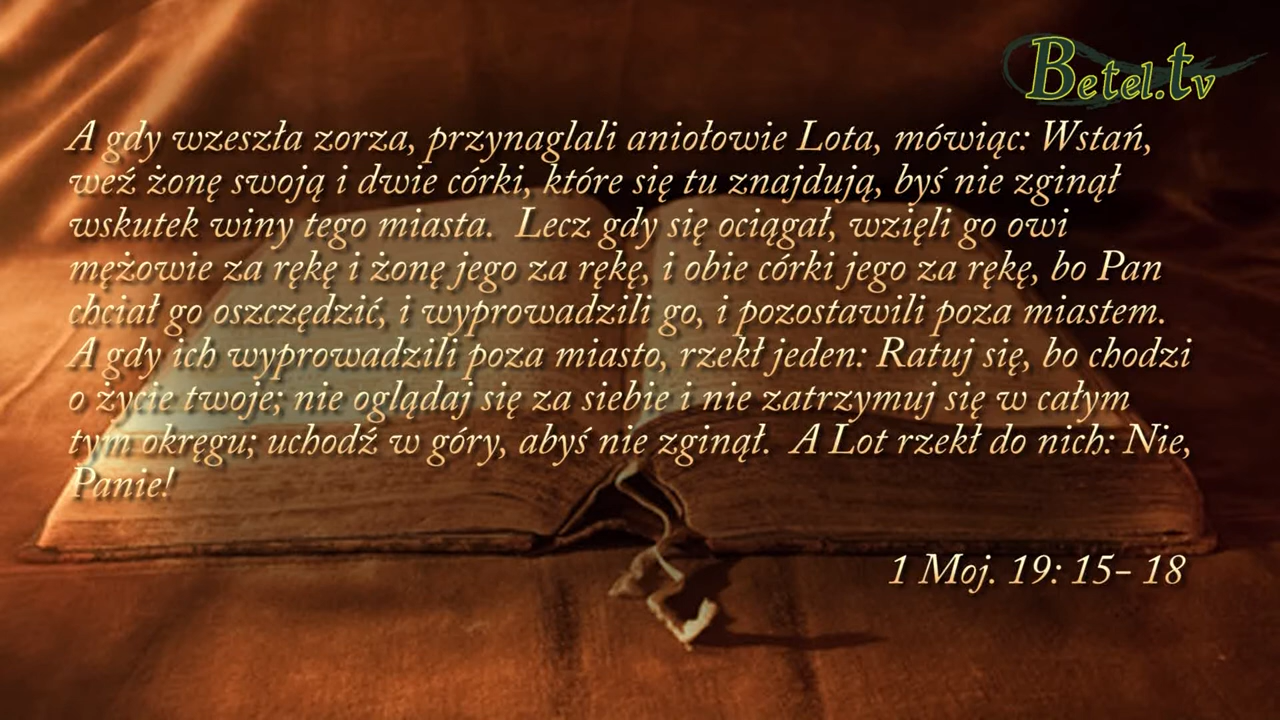 Betel.tv
A gdy wzeszła zorza, przynaglali aniołowie Lota, mówiąc: Wstań,
weź żonę swoją i dwie córki, które się tu znajdują, byś nie zginął
wskutek winy tego miasta. Lecz gdy się ociągał, wzięli go owi
mężowie za rękę i żonę jego za rękę, i obie córki jego za rękę, bo Pan
chciał go oszczędzić, i wyprowadzili go, i pozostawili poza miastem.
A gdy ich wyprowadzili poza miasto, rzekł jeden: Ratuj się, bo chodzi
o życie twoje; nie oglądaj się za siebie i nie zatrzymuj się w całym
tym okręgu; uchodź w góry, abyś nie zginął. A Lot rzekł do nich: Nie,
Panie!
1 Moj. 19: 15- 18